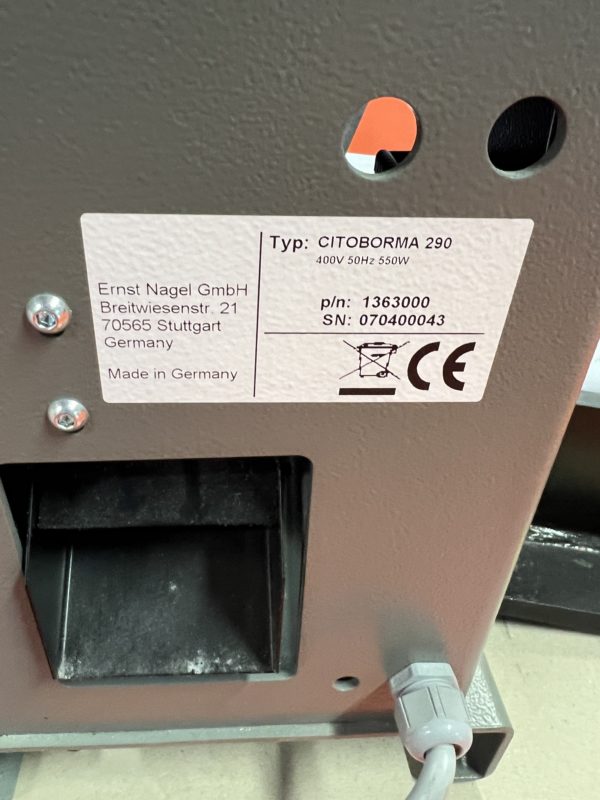 Ernst Nagel GmbH
Breitwiesenstr. 21
70565 Stuttgart
Germany
Made in Germany
Typ: CITOBORMA 290
400V 50Hz 550W
p/n: 1363000
SN: 070400043
CE